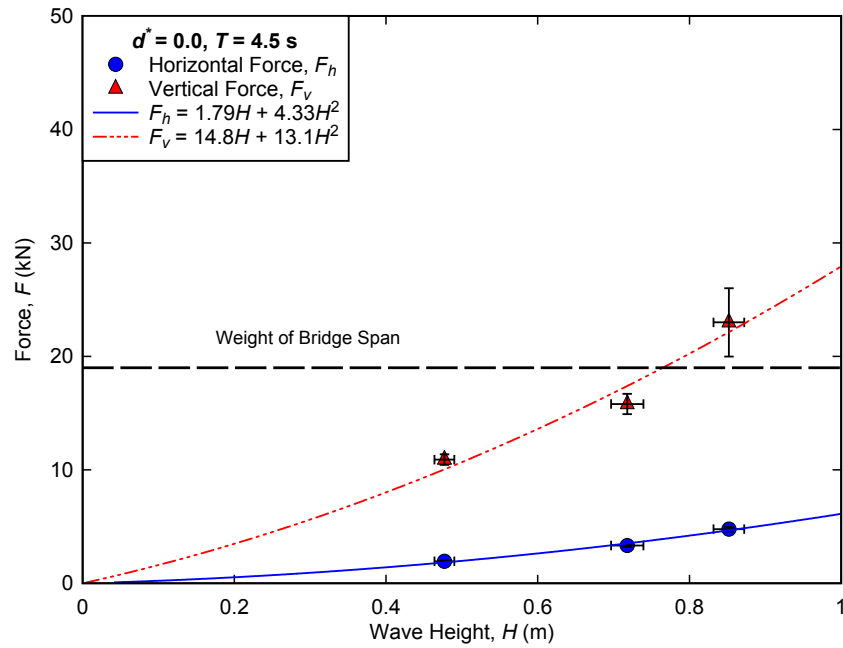 50
40
30
20
10
0
Force, F (kN)
d* = 0.0, T = 4.5 s
Horizontal Force, Fh
Vertical Force, Fv
Fh = 1.79H + 4.33H²
Fv = 14.8H + 13.1H²
Weight of Bridge Span
0 0.2 0.4 0.6 0.8 1
Wave Height, H (m)